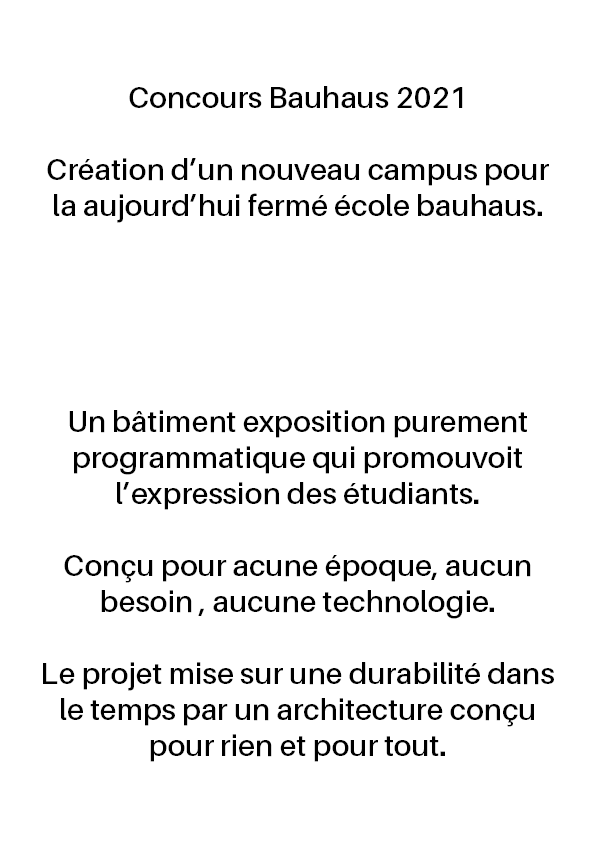 Concours Bauhaus 2021
Création d’un nouveau campus pour
la aujourd’hui fermé école bauhaus.
Un bâtiment exposition purement
programmatique qui promouvoit
l’expression des étudiants.
Conçu pour acune époque, aucun
besoin , aucune technologie.
Le projet mise sur une durabilité dans
le temps par un architecture conçu
pour rien et pour tout.